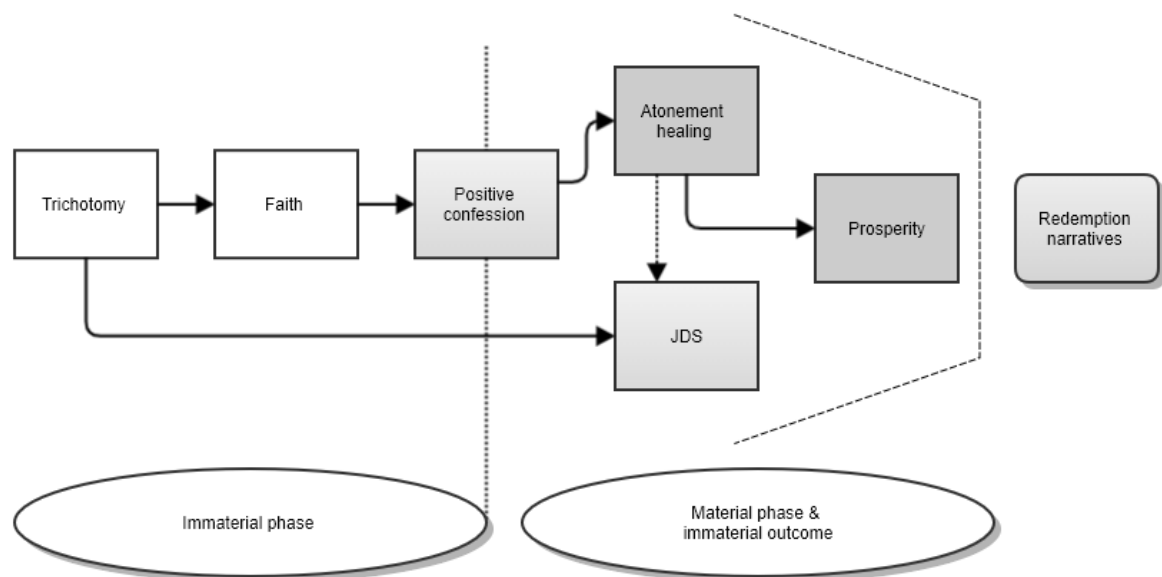 Trichotomy
Faith
Positive
confession
Atonement
healing
Prosperity
Redemption
narratives
JDS
Immaterial phase
Material phase &
immaterial outcome